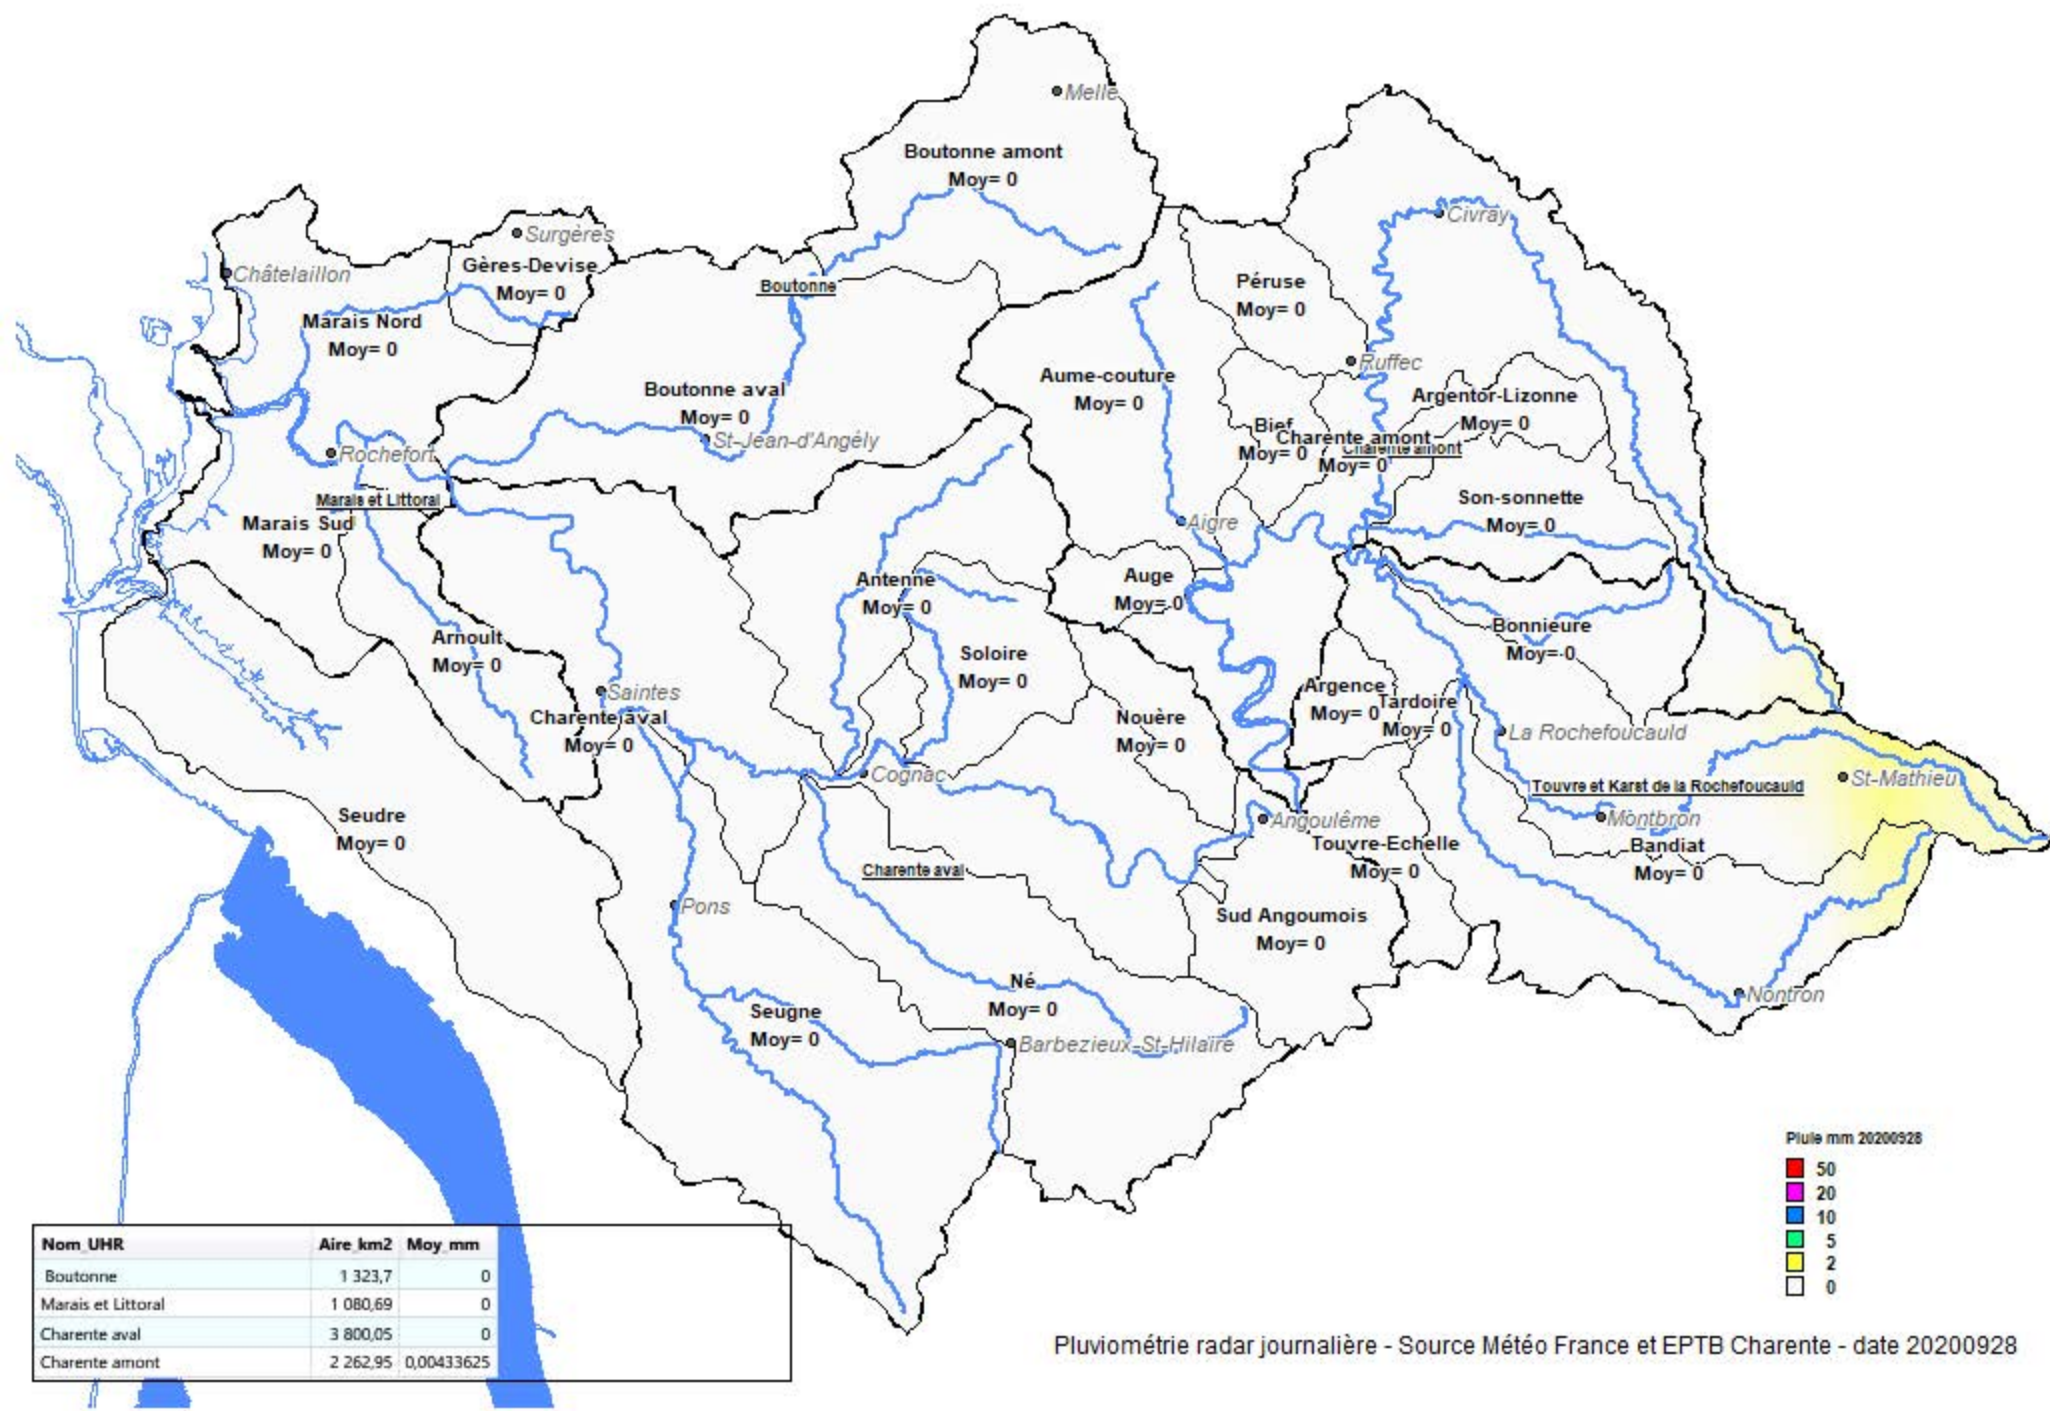 Melle
Boutonne amont
Moy= 0
Civray
Surgères
Châtelaillon
Gères-Devise
Moy= 0
Boutonne
Péruse
Moy= 0
Marais Nord
Moy= 0
Ruffec
Aume-couture
Moy= 0
Boutonne aval
Moy= 0
Argentor-Lizonne
Moy= 0
St-Jean-d'Angély
Bief
Moy= 0
Charente amont
Moy= 0
Charente amont
Rochefort
Marais et Littoral
Son-sonnette
Moy= 0
Marais Sud
Moy= 0
Aigre
Antenne
Moy= 0
Auge
Moy= 0
Bonnieure
Moy= 0
Arnoult
Moy= 0
Soloire
Moy= 0
Saintes
Argence
Moy= 0
Tardoire
Moy= 0
Charente aval
Moy= 0
Nouère
Moy= 0
La Rochefoucauld
Cognac
Touvre et Karst de la Rochefoucauld
St-Mathieu
Seudre
Moy= 0
Angoulême
Montbron
Touvre-Echelle
Moy= 0
Bandiat
Moy= 0
Charente aval
Pons
Sud Angoumois
Moy= 0
Né
Moy= 0
Nontron
Seugne
Moy= 0
Barbezieux-St-Hilaire
Pluie mm 20200928
50
20
10
5
2
0
Nom_UHR Aire_km2 Moy_mm
Boutonne 1 323,7 0
Marais et Littoral 1 080,69 0
Charente aval 3 800,05 0
Charente amont 2 262,95 0,00433625
Pluviométrie radar journalière - Source Météo France et EPTB Charente - date 20200928